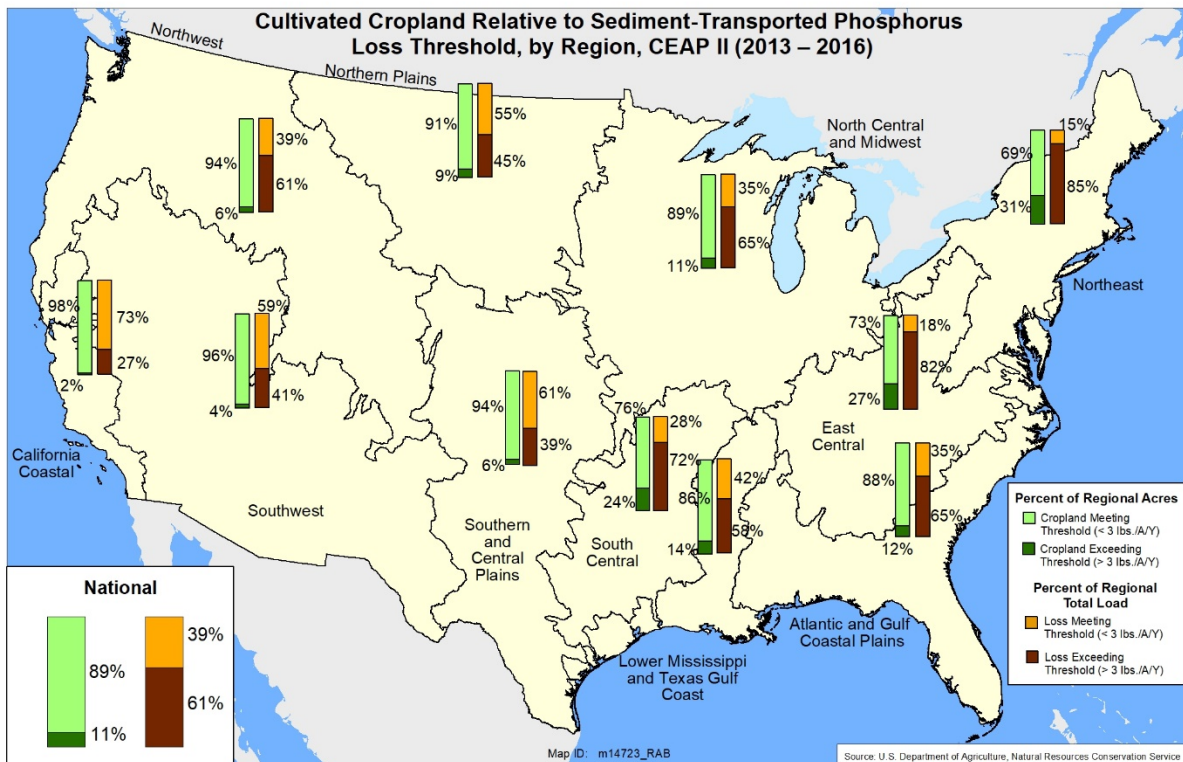 Cultivated Cropland Relative to Sediment-Transported Phosphorus
Loss Threshold, by Region, CEAP II (2013 – 2016)
Northwest
94%
6%
39%
61%
Northern Plains
91%
9%
55%
45%
North Central
and Midwest
89%
11%
35%
65%
69%
31%
15%
85%
Northeast
98%
2%
73%
27%
California
Coastal
96%
4%
59%
41%
Southwest
94%
6%
61%
39%
Southern
and
Central
Plains
76%
24%
28%
72%
South
Central
86%
14%
42%
58%
Lower Mississippi
and Texas Gulf
Coast
73%
27%
18%
82%
East
Central
88%
12%
35%
65%
Atlantic and Gulf
Coastal Plains
National
89%
11%
39%
61%
Percent of Regional Acres
Cropland Meeting
Threshold (< 3 lbs./A/Y)
Cropland Exceeding
Threshold (> 3 lbs./A/Y)
Percent of Regional
Total Load
Loss Meeting
Threshold (< 3 lbs./A/Y)
Loss Exceeding
Threshold (> 3 lbs./A/Y)
Map ID: m14723_RAB
Source: U.S. Department of Agriculture, Natural Resources Conservation Service